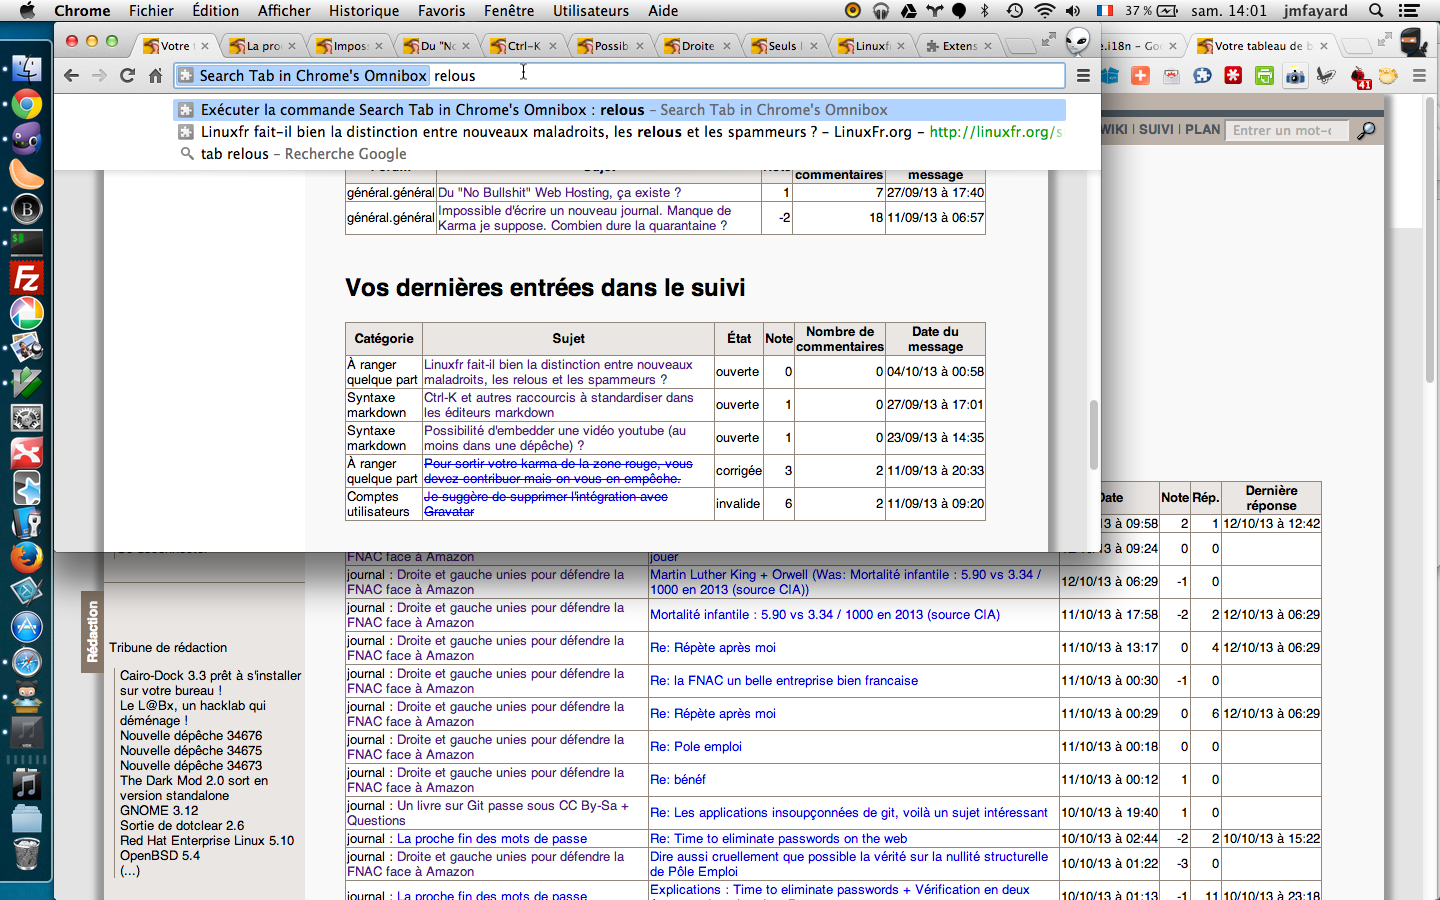 Chrome Fichier Édition Afficher Historique Favoris Fenêtre Utilisateurs Aide 37 % sam. 14:01 jmfayard
Votre La pro Impos Du "No Ctrl-K Possib Droite Seuls Linuxf Extens e.i18n – Go Votre tableau de b
Search Tab in Chrome's Omnibox relous
41
Exécuter la commande Search Tab in Chrome's Omnibox : relous – Search Tab in Chrome's Omnibox
Linuxfr fait-il bien la distinction entre nouveaux maladroits, les relous et les spammeurs ? – LinuxFr.org – http://linuxfr.org/s
tab relous – Recherche Google
WIKI | SUIVI | PLAN Entrer un mot-c
commentaires message
général.général Du "No Bullshit" Web Hosting, ça existe ? 1 7 27/09/13 à 17:40
général.général Impossible d'écrire un nouveau journal. Manque de Karma je suppose. Combien dure la quarantaine ? -2 18 11/09/13 à 06:57
Vos dernières entrées dans le suivi
Catégorie Sujet État Note Nombre de commentaires Date du message
À ranger quelque part Linuxfr fait-il bien la distinction entre nouveaux maladroits, les relous et les spammeurs ? ouverte 0 0 04/10/13 à 00:58
Syntaxe markdown Ctrl-K et autres raccourcis à standardiser dans les éditeurs markdown ouverte 1 0 27/09/13 à 17:01
Syntaxe markdown Possibilité d'embedder une vidéo youtube (au moins dans une dépêche) ? ouverte 1 0 23/09/13 à 14:35
À ranger quelque part Pour sortir votre karma de la zone rouge, vous devez contribuer mais on vous en empêche. corrigée 3 2 11/09/13 à 20:33
Comptes utilisateurs Je suggère de supprimer l'intégration avec Gravatar invalide 6 2 11/09/13 à 09:20
Date Note Rép. Dernière réponse
13 à 09:58 2 1 12/10/13 à 12:42
FNAC face à Amazon jouer 12/10/13 à 09:24 0 0
journal : Droite et gauche unies pour défendre la FNAC face à Amazon Martin Luther King + Orwell (Was: Mortalité infantile : 5.90 vs 3.34 / 1000 en 2013 (source CIA)) 12/10/13 à 06:29 -1 0
journal : Droite et gauche unies pour défendre la FNAC face à Amazon Mortalité infantile : 5.90 vs 3.34 / 1000 en 2013 (source CIA) 11/10/13 à 17:58 -2 2 12/10/13 à 06:29
journal : Droite et gauche unies pour défendre la FNAC face à Amazon Re: Répète après moi 11/10/13 à 13:17 0 4 12/10/13 à 06:29
journal : Droite et gauche unies pour défendre la FNAC face à Amazon Re: la FNAC un belle entreprise bien francaise 11/10/13 à 00:30 -1 0
journal : Droite et gauche unies pour défendre la FNAC face à Amazon Re: Répète après moi 11/10/13 à 00:29 0 6 12/10/13 à 06:29
journal : Droite et gauche unies pour défendre la FNAC face à Amazon Re: Pole emploi 11/10/13 à 00:18 0 0
journal : Droite et gauche unies pour défendre la FNAC face à Amazon Re: bénéf 11/10/13 à 00:12 1 0
journal : Un livre sur Git passe sous CC By-Sa + Questions Re: Les applications insoupçonnées de git, voilà un sujet intéressant 10/10/13 à 19:40 1 0
journal : La proche fin des mots de passe Re: Time to eliminate passwords on the web 10/10/13 à 02:44 -2 2 10/10/13 à 15:22
journal : Droite et gauche unies pour défendre la FNAC face à Amazon Dire aussi cruellement que possible la vérité sur la nullité structurelle de Pôle Emploi 10/10/13 à 01:22 -3 0
journal : La proche fin des mots de passe Explications : Time to eliminate passwords + Vérification en deux 10/10/13 à 01:13 -1 11 10/10/13 à 23:18
Rédaction
Tribune de rédaction
Cairo-Dock 3.3 prêt à s'installer
sur votre bureau !
Le L@Bx, un hacklab qui
déménage !
Nouvelle dépêche 34676
Nouvelle dépêche 34675
Nouvelle dépêche 34673
The Dark Mod 2.0 sort en
version standalone
GNOME 3.12
Sortie de dotclear 2.6
Red Hat Enterprise Linux 5.10
OpenBSD 5.4
(...)